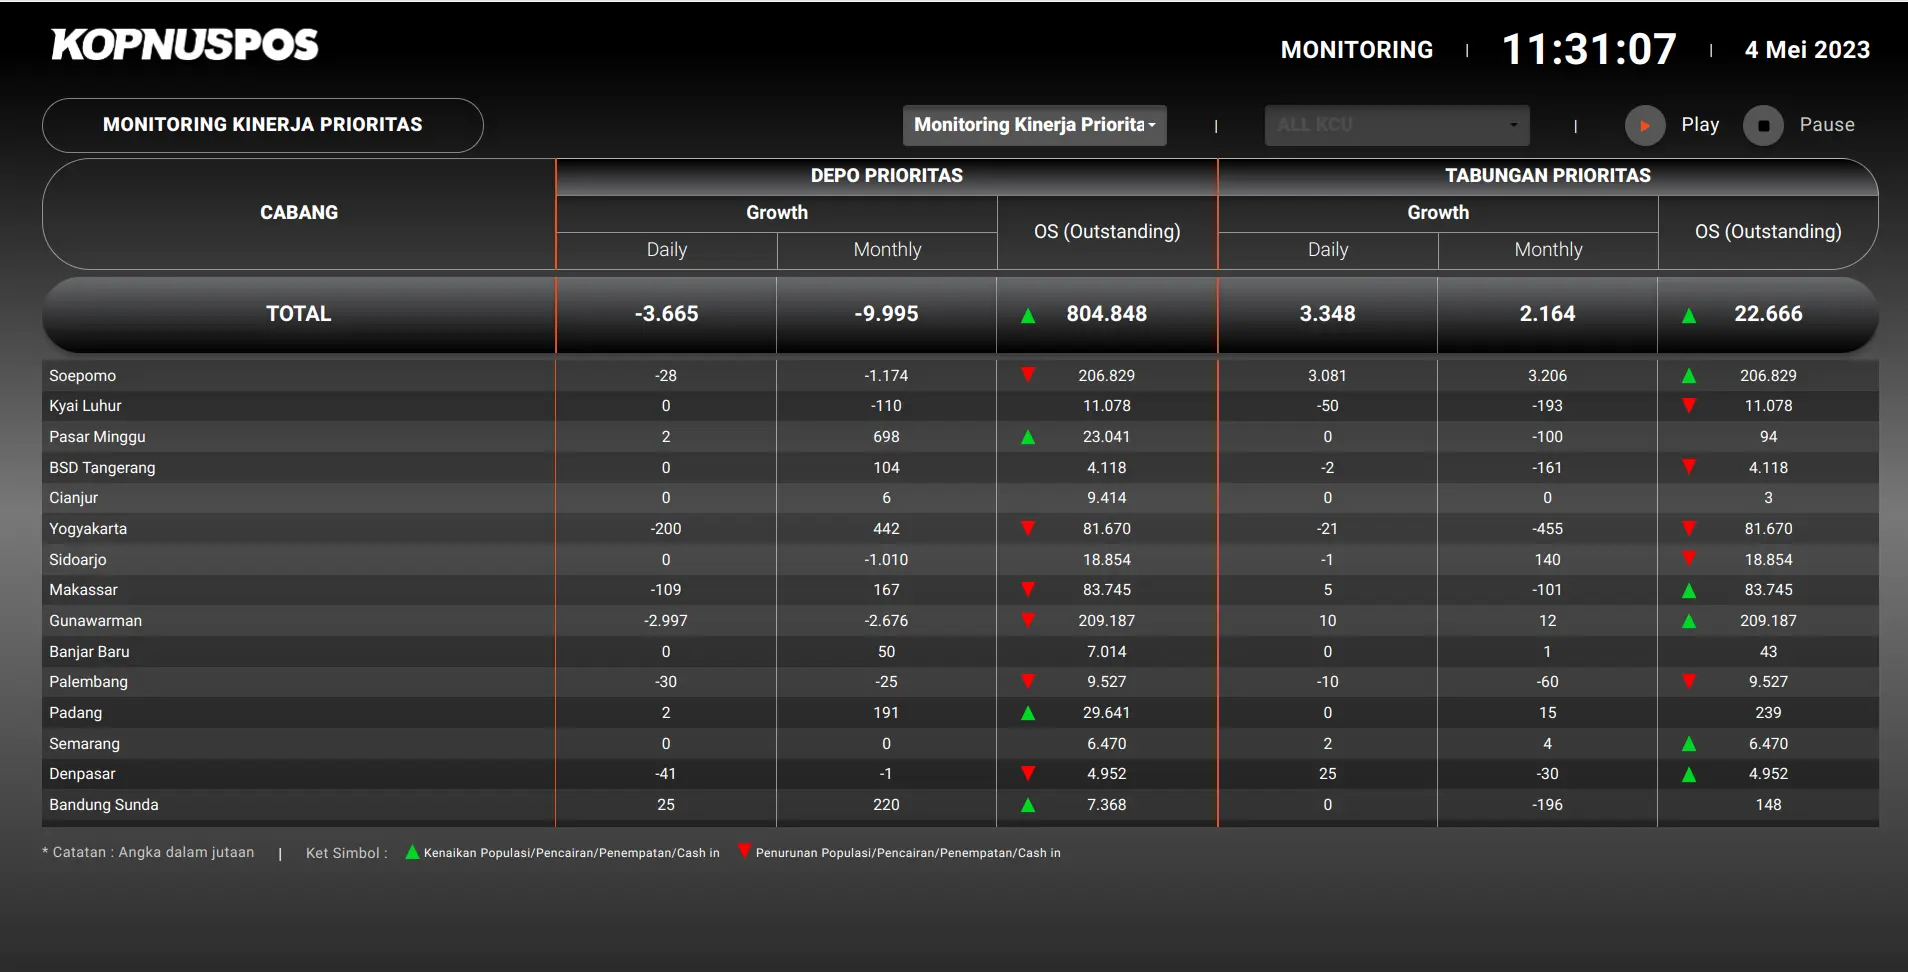 KOPNUSPOS
MONITORING | 11:31:07 | 4 Mei 2023
MONITORING KINERJA PRIORITAS
Monitoring Kinerja Priorita | ALL KCU | Play Pause
CABANG DEPO PRIORITAS TABUNGAN PRIORITAS
Growth OS (Outstanding) Growth OS (Outstanding)
Daily Monthly Daily Monthly
TOTAL -3.665 -9.995 ▲ 804.848 3.348 2.164 ▲ 22.666
Soepomo -28 -1.174 ▼ 206.829 3.081 3.206 ▲ 206.829
Kyai Luhur 0 -110 11.078 -50 -193 ▼ 11.078
Pasar Minggu 2 698 ▲ 23.041 0 -100 94
BSD Tangerang 0 104 4.118 -2 -161 ▼ 4.118
Cianjur 0 6 9.414 0 0 3
Yogyakarta -200 442 ▼ 81.670 -21 -455 ▼ 81.670
Sidoarjo 0 -1.010 18.854 -1 140 ▼ 18.854
Makassar -109 167 ▼ 83.745 5 -101 ▲ 83.745
Gunawarman -2.997 -2.676 ▼ 209.187 10 12 ▲ 209.187
Banjar Baru 0 50 7.014 0 1 43
Palembang -30 -25 ▼ 9.527 -10 -60 ▼ 9.527
Padang 2 191 ▲ 29.641 0 15 239
Semarang 0 0 6.470 2 4 ▲ 6.470
Denpasar -41 -1 ▼ 4.952 25 -30 ▲ 4.952
Bandung Sunda 25 220 ▲ 7.368 0 -196 148
* Catatan : Angka dalam jutaan | Ket Simbol : ▲ Kenaikan Populasi/Pencairan/Penempatan/Cash in ▼ Penurunan Populasi/Pencairan/Penempatan/Cash in